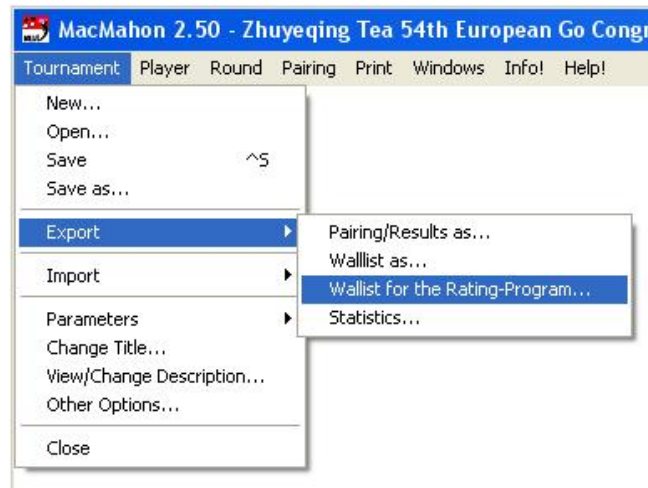 MacMahon 2.50 - Zhuyeqing Tea 54th European Go Congr
Tournament Player Round Pairing Print Windows Info! Help!
New...
Open...
Save ^S
Save as...
Export
Pairing/Results as...
Walllist as...
Wallist for the Rating-Program...
Statistics...
Import
Parameters
Change Title...
View/Change Description...
Other Options...
Close